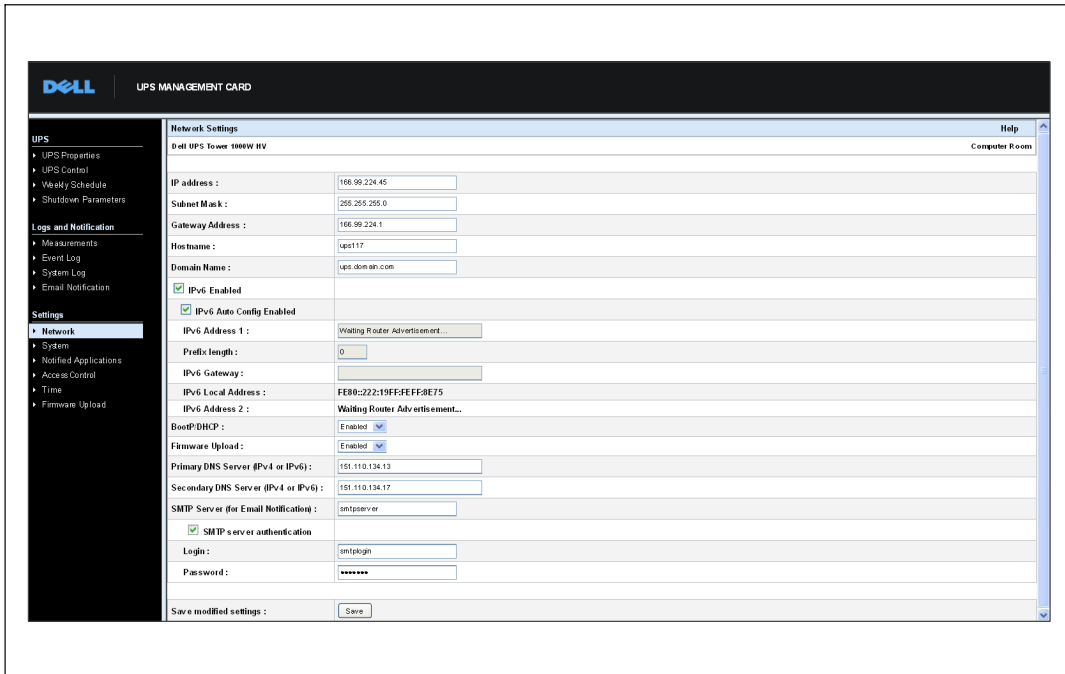 DELL
UPS MANAGEMENT CARD
UPS
UPS Properties
UPS Control
Weekly Schedule
Shutdown Parameters
Logs and Notification
Measurements
Event Log
System Log
Email Notification
Settings
Network
System
Notified Applications
Access Control
Time
Firmware Upload
Network Settings Help
Dell UPS Tower 1000W HV Computer Room
IP address : 166.99.224.45
Subnet Mask : 255.255.255.0
Gateway Address : 166.99.224.1
Hostname : ups117
Domain Name : ups.domain.com
IPv6 Enabled
IPv6 Auto Config Enabled
IPv6 Address 1 : Waiting Router Advertisement...
Prefix length : 0
IPv6 Gateway :
IPv6 Local Address : FE80::222:19FF:FEFF:8E75
IPv6 Address 2 : Waiting Router Advertisement...
BootP/DHCP : Enabled
Firmware Upload : Enabled
Primary DNS Server (IPv4 or IPv6) : 151.110.134.13
Secondary DNS Server (IPv4 or IPv6) : 151.110.134.17
SMTP Server (for Email Notification) : smtpserver
SMTP server authentication
Login : smtplogin
Password : •••••••
Save modified settings : Save